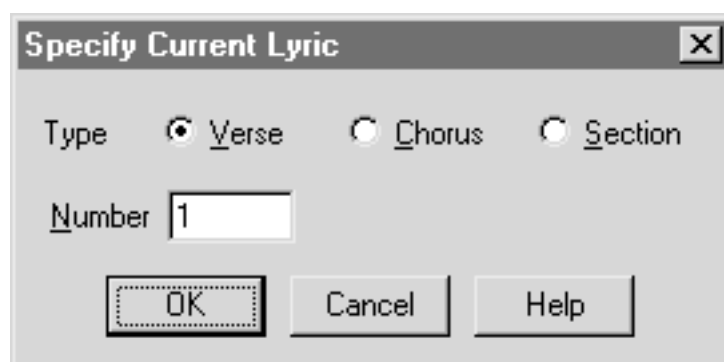 Specify Current Lyric
Type Verse Chorus Section
Number 1
OK Cancel Help